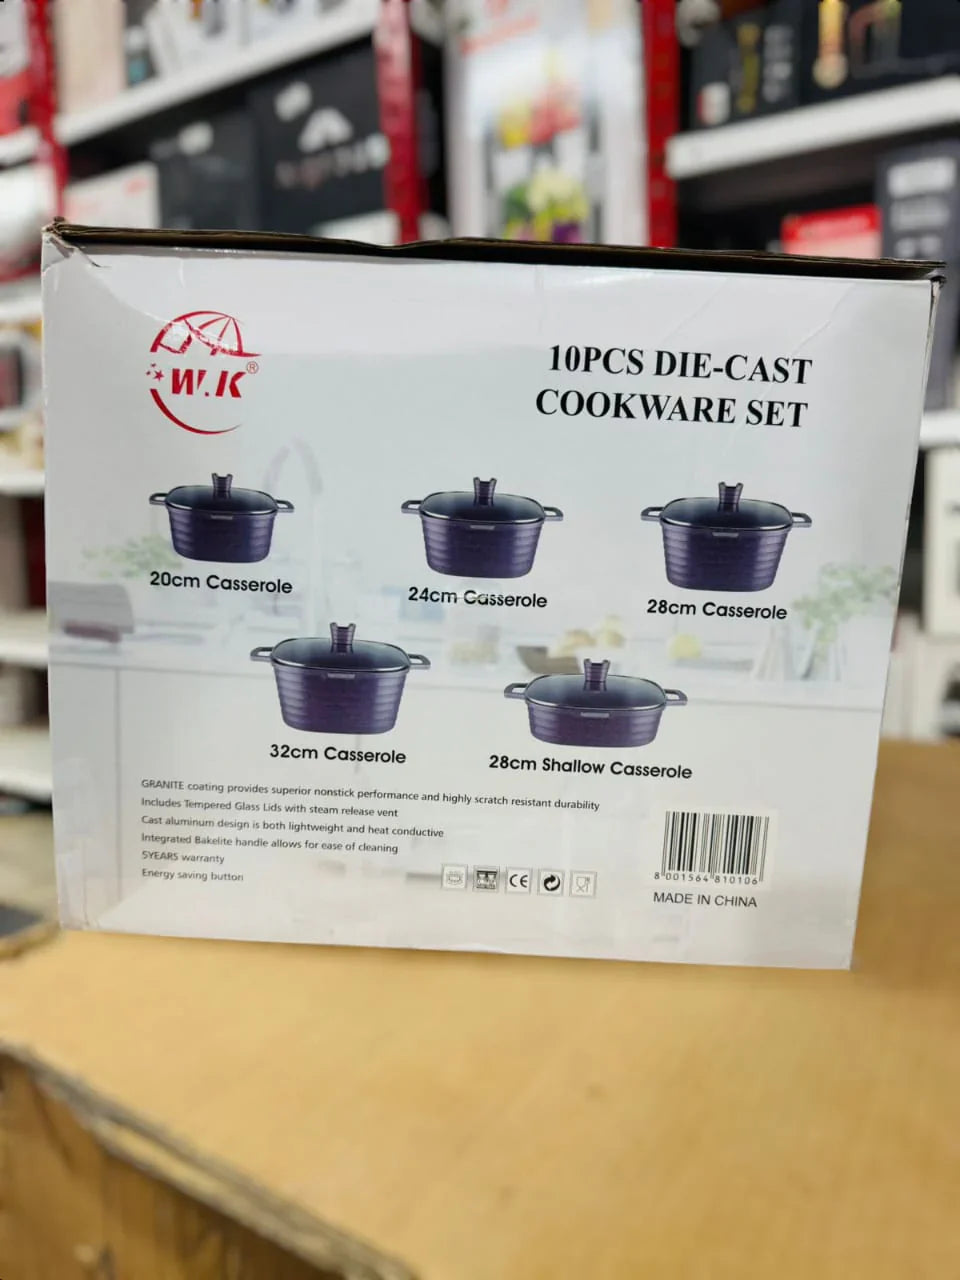 W.K ®
10PCS DIE-CAST
COOKWARE SET
20cm Casserole
24cm Casserole
28cm Casserole
32cm Casserole
28cm Shallow Casserole
GRANITE coating provides superior nonstick performance and highly scratch resistant durability
Includes Tempered Glass Lids with steam release vent
Cast aluminum design is both lightweight and heat conductive
Integrated Bakelite handle allows for ease of cleaning
5YEARS warranty
Energy saving button
CE
8 001564 810106
MADE IN CHINA